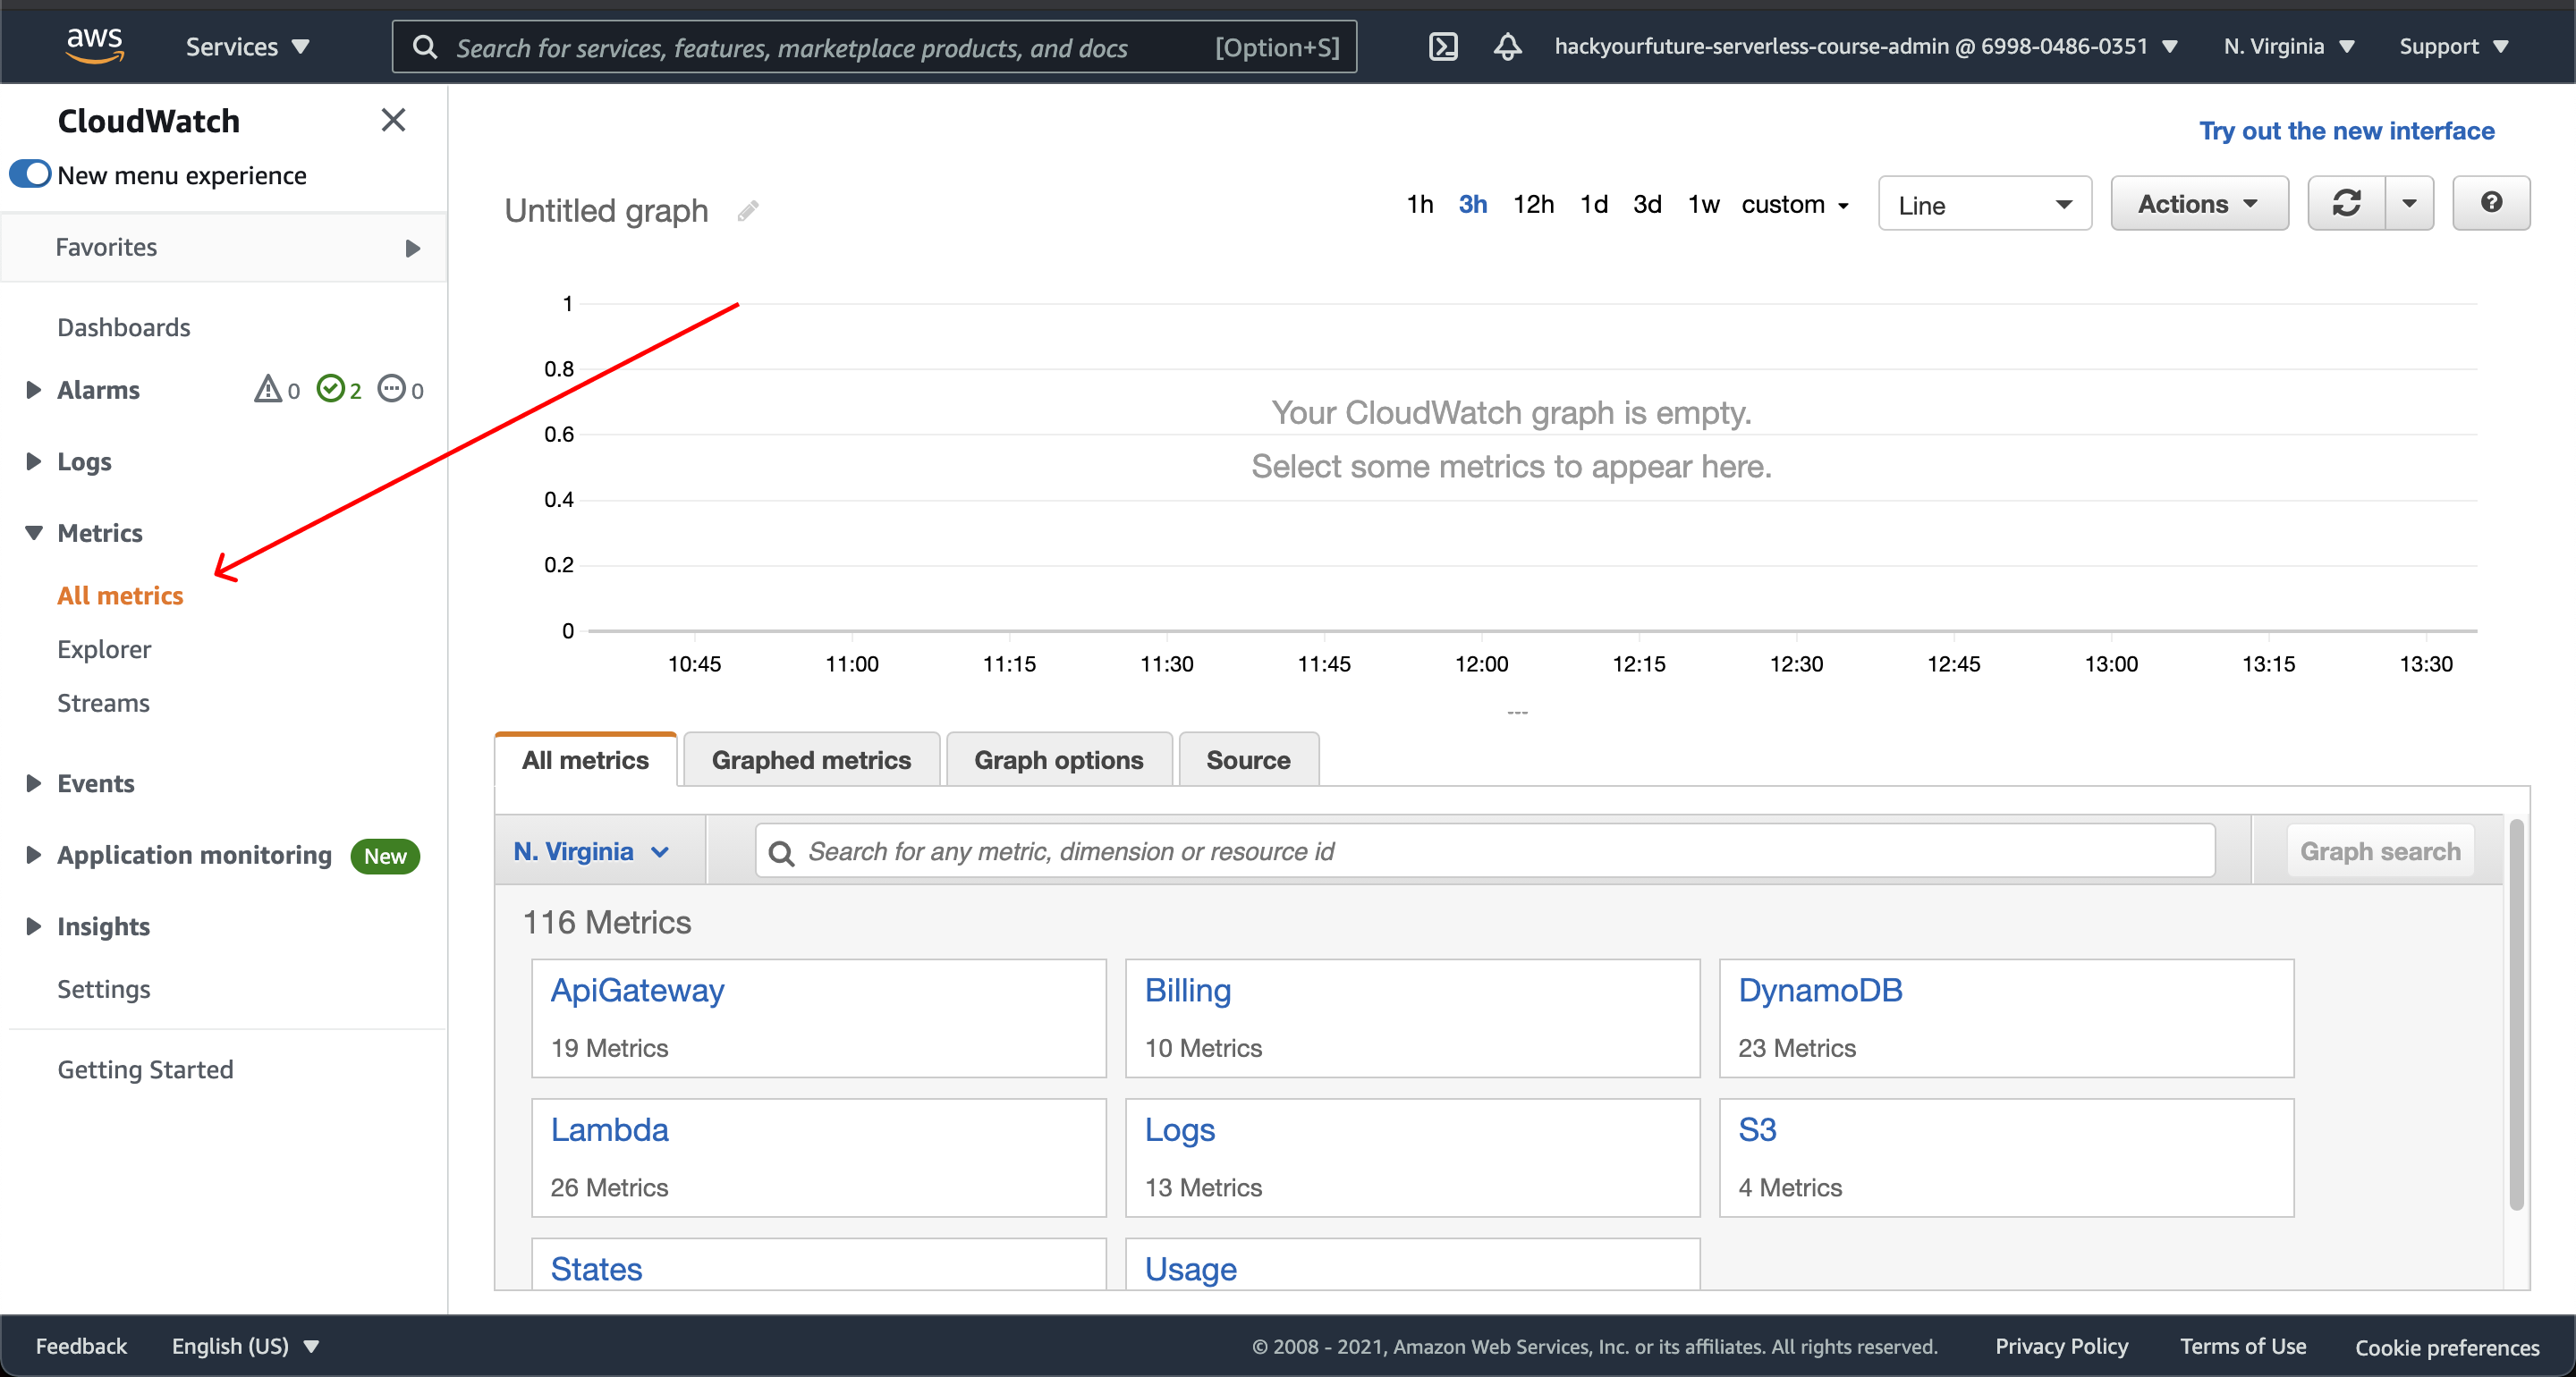 aws Services Search for services, features, marketplace products, and docs [Option+S] hackyourfuture-serverless-course-admin @ 6998-0486-0351 N. Virginia Support
CloudWatch
New menu experience
Favorites
Dashboards
Alarms 0 2 0
Logs
Metrics
All metrics
Explorer
Streams
Events
Application monitoring New
Insights
Settings
Getting Started
Try out the new interface
Untitled graph 1h 3h 12h 1d 3d 1w custom Line Actions ?
1
0.8
0.6
0.4
0.2
0
Your CloudWatch graph is empty.
Select some metrics to appear here.
10:45 11:00 11:15 11:30 11:45 12:00 12:15 12:30 12:45 13:00 13:15 13:30
---
All metrics Graphed metrics Graph options Source
N. Virginia Search for any metric, dimension or resource id Graph search
116 Metrics
ApiGateway Billing DynamoDB
19 Metrics 10 Metrics 23 Metrics
Lambda Logs S3
26 Metrics 13 Metrics 4 Metrics
States Usage
Feedback English (US) © 2008 - 2021, Amazon Web Services, Inc. or its affiliates. All rights reserved. Privacy Policy Terms of Use Cookie preferences